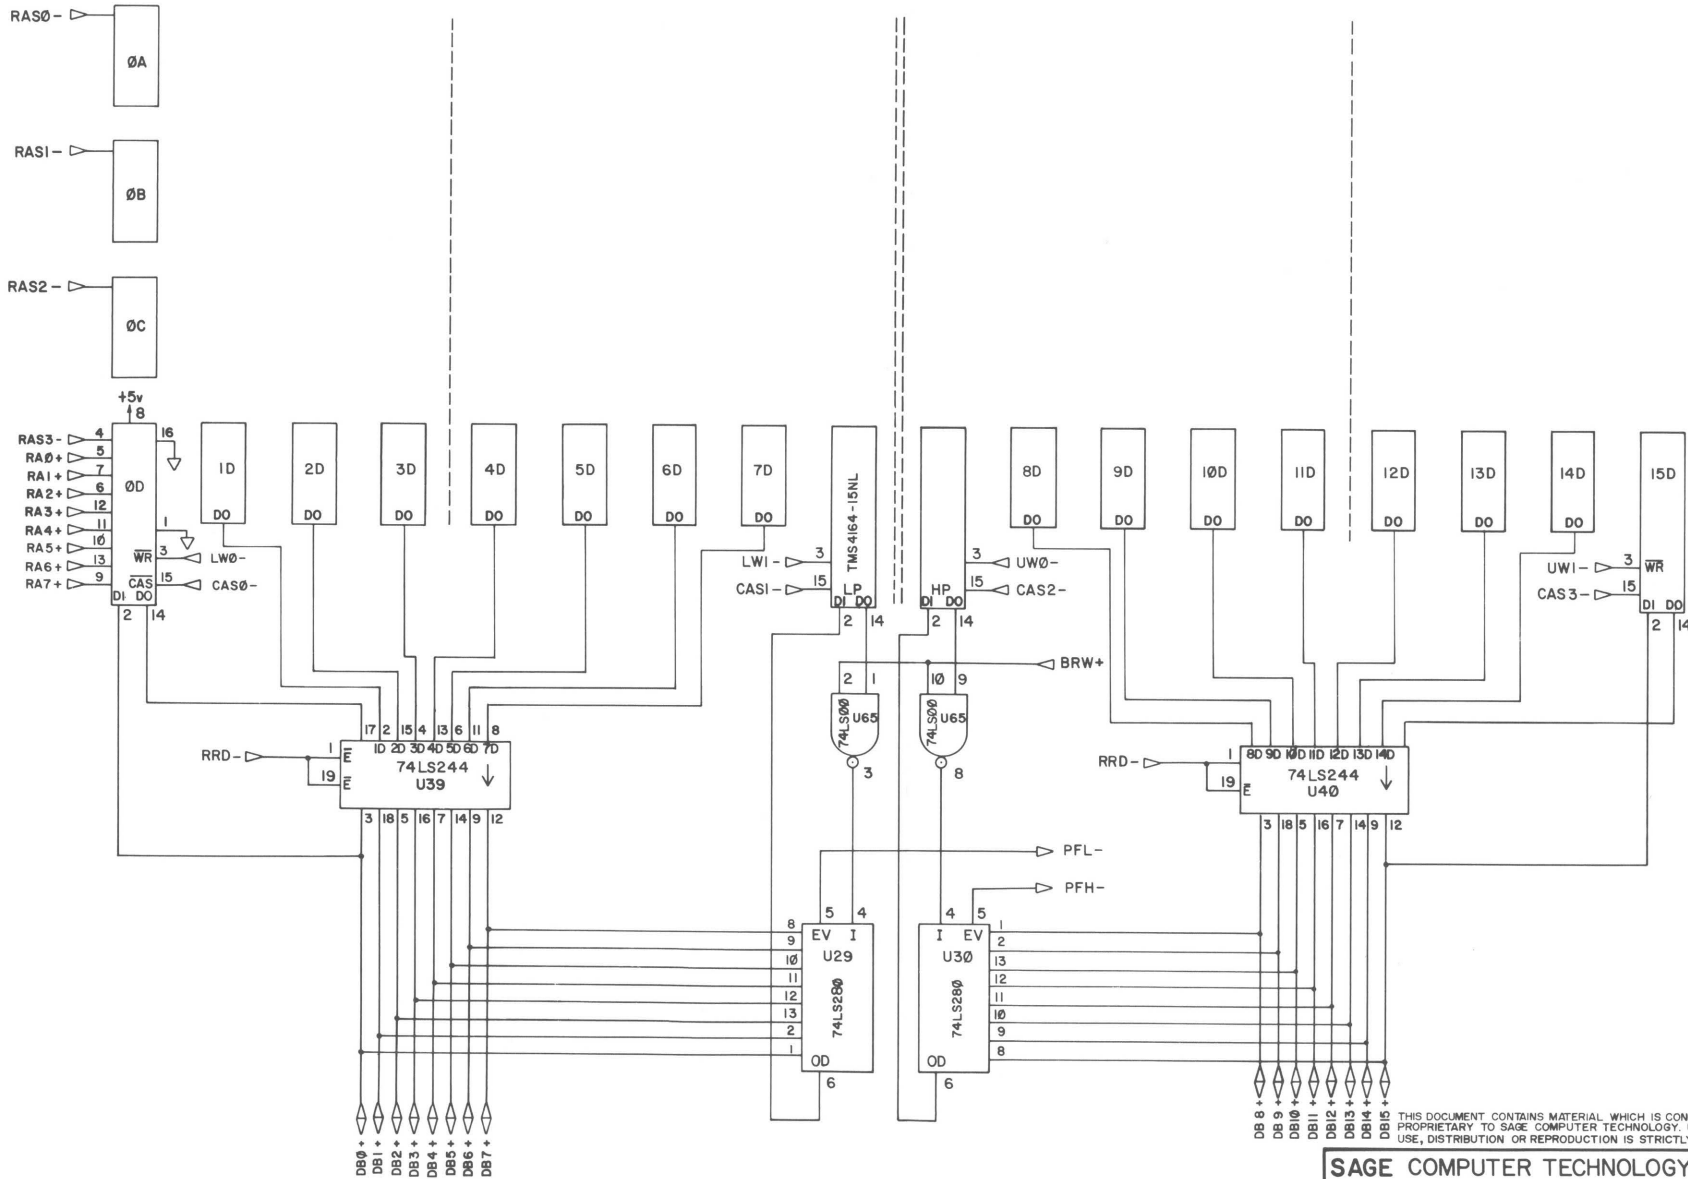 RASØ-
ØA
RAS1-
ØB
RAS2-
ØC
+5v
8
RAS3- 4
RAØ+ 5
RA1+ 7
RA2+ 6
RA3+ 12
RA4+ 11
RA5+ 10
RA6+ 13
RA7+ 9
ØD
16
1
WR 3 LWØ-
CAS 15 CASØ-
DI DO
2 14
1D
DO
2D
DO
3D
DO
4D
DO
5D
DO
6D
DO
7D
DO
TMS4164-15NL
LW1- 3
CAS1- 15
LP
DI DO
2 14
HP
3 UWØ-
15 CAS2-
DI DO
2 14
8D
DO
9D
DO
1ØD
DO
11D
DO
12D
DO
13D
DO
14D
DO
15D
UW1- 3 WR
CAS3- 15
DI DO
2 14
BRW+
2 1
74LSØØ
U65
3
10 9
74LSØØ
U65
8
17 2 15 4 13 6 11 8
1D 2D 3D 4D 5D 6D 7D
RRD- 1 E
19 E
74LS244
U39
3 18 5 16 7 14 9 12
8D 9D 1ØD 11D 12D 13D 14D
RRD- 1
19 E
74LS244
U4Ø
3 18 5 16 7 14 9 12
PFL-
PFH-
5 4
EV I
U29
74LS28Ø
OD
6
8
9
10
11
12
13
2
1
4 5
I EV
U3Ø
74LS28Ø
OD
6
1
2
13
12
11
10
9
8
DBØ+
DB1+
DB2+
DB3+
DB4+
DB5+
DB6+
DB7+
DB8+
DB9+
DB1Ø+
DB11+
DB12+
DB13+
DB14+
DB15+
THIS DOCUMENT CONTAINS MATERIAL WHICH IS CON
PROPRIETARY TO SAGE COMPUTER TECHNOLOGY.
USE, DISTRIBUTION OR REPRODUCTION IS STRICTLY
SAGE COMPUTER TECHNOLOGY